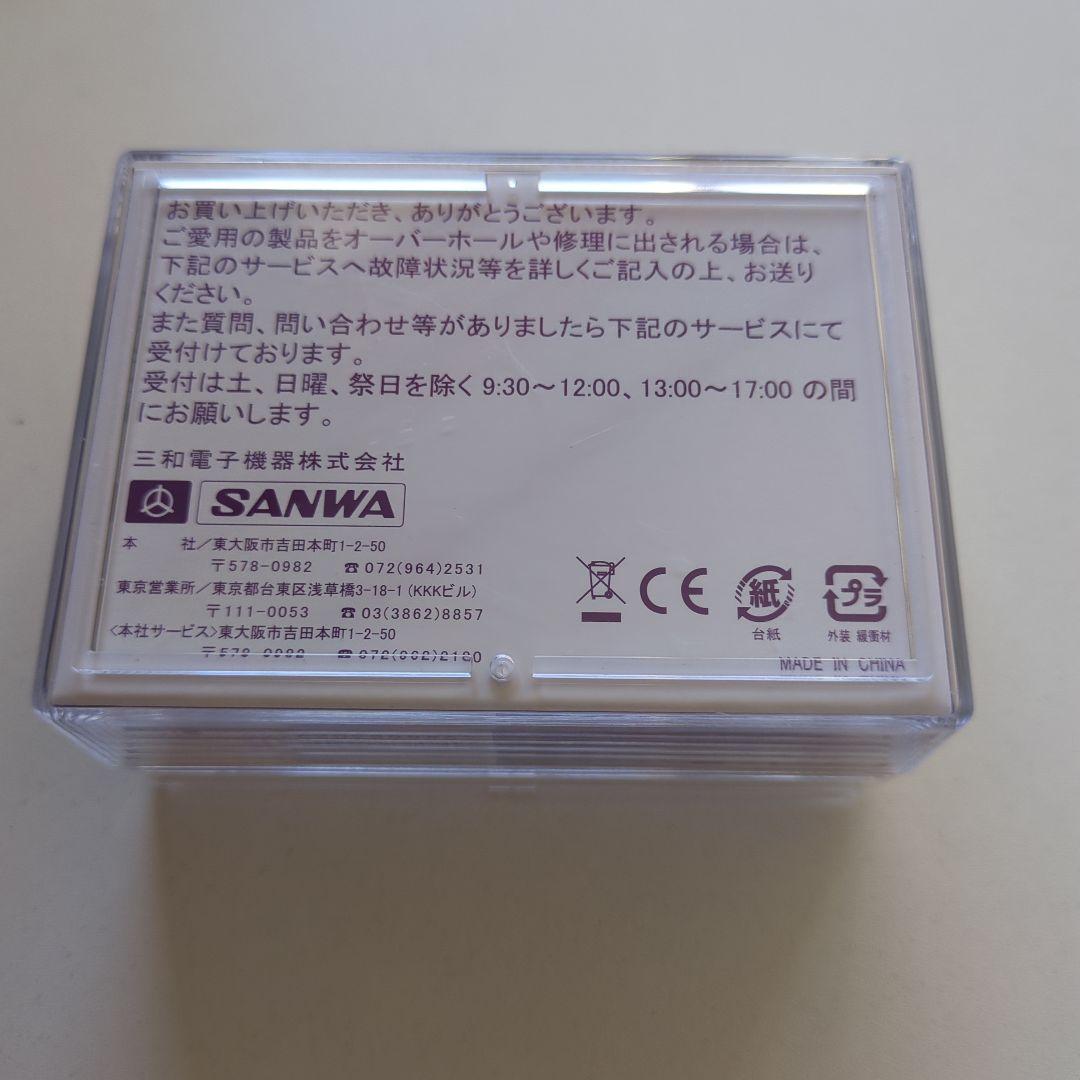 お買い上げいただき、ありがとうございます。
ご愛用の製品をオーバーホールや修理に出される場合は、
下記のサービスへ故障状況等を詳しくご記入の上、お送り
ください。
また質問、問い合わせ等がありましたら下記のサービスにて
受付けております。
受付は土、日曜、祭日を除く 9:30～12:00、13:00～17:00 の間
にお願いします。
三和電子機器株式会社
SANWA
本　　社／東大阪市吉田本町1-2-50
〒578-0982 ☎ 072(964)2531
東京営業所／東京都台東区浅草橋3-18-1 (KKKビル)
〒111-0053 ☎ 03(3862)8857
〈本社サービス〉東大阪市吉田本町1-2-50
〒578-0982 ☎
CE
紙
台紙
プラ
外装 緩衝材
MADE IN CHINA